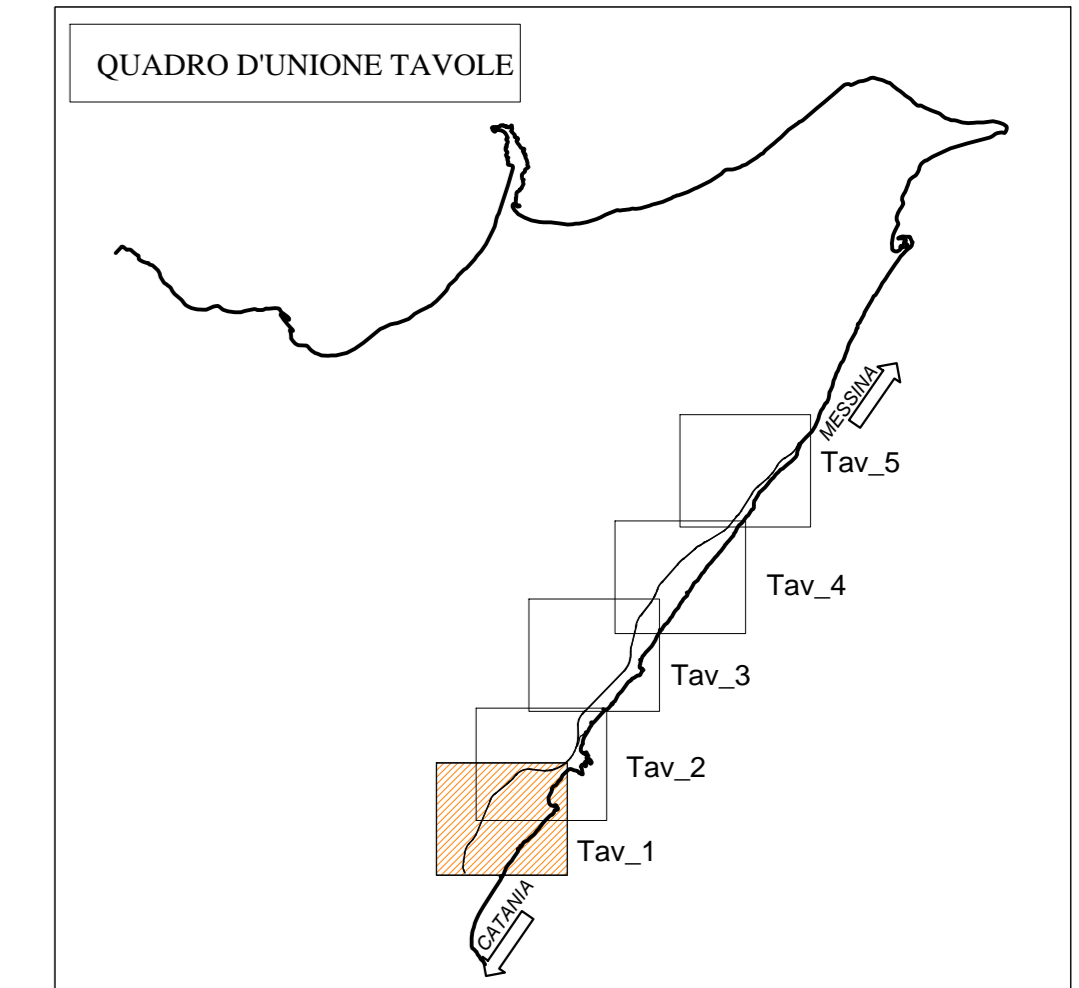 QUADRO D'UNIONE TAVOLE
MESSINA
Tav_5
Tav_4
Tav_3
Tav_2
Tav_1
CATANIA